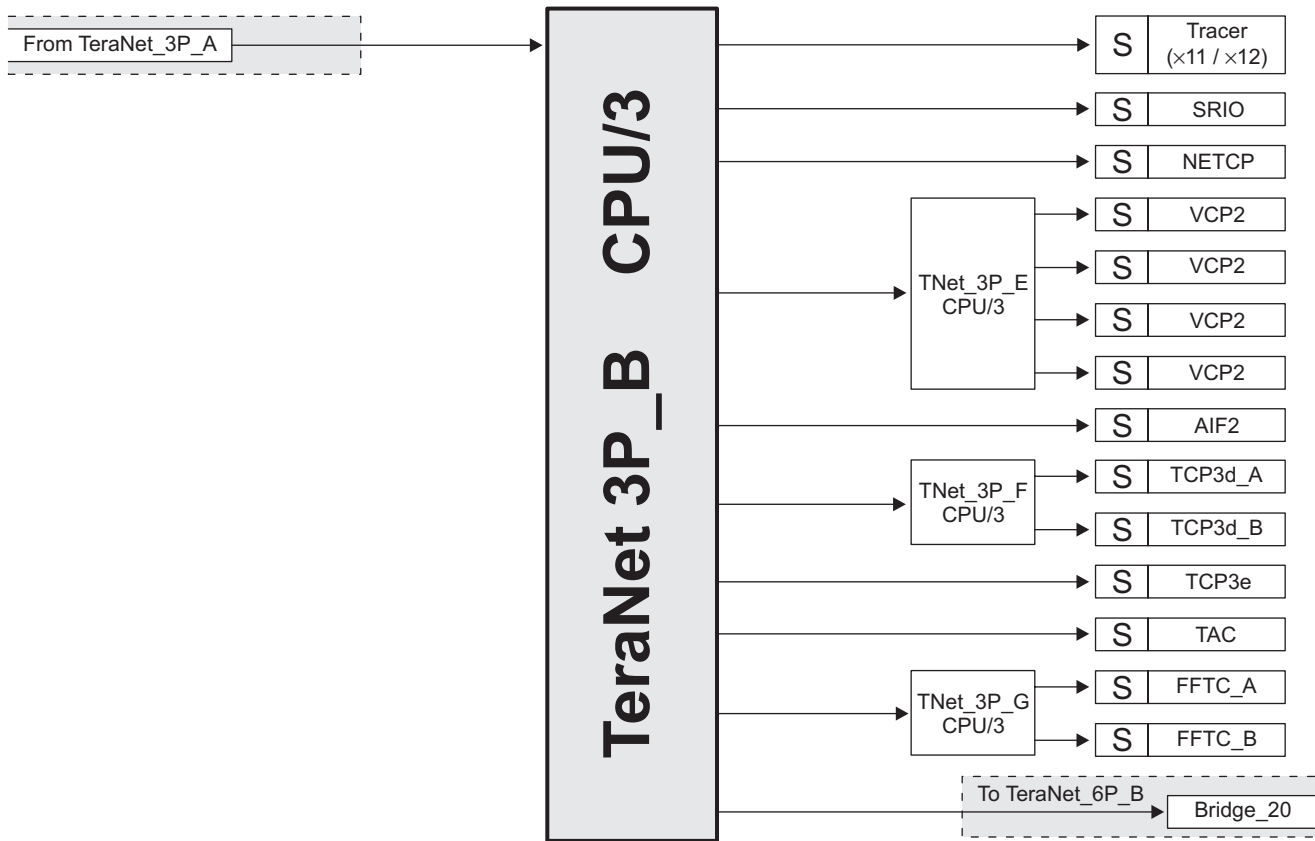 From TeraNet_3P_A
TeraNet 3P_B CPU/3
S
Tracer
(×11 / ×12)
S
SRIO
S
NETCP
TNet_3P_E
CPU/3
S
VCP2
S
VCP2
S
VCP2
S
VCP2
S
AIF2
TNet_3P_F
CPU/3
S
TCP3d_A
S
TCP3d_B
S
TCP3e
S
TAC
TNet_3P_G
CPU/3
S
FFTC_A
S
FFTC_B
To TeraNet_6P_B
Bridge_20